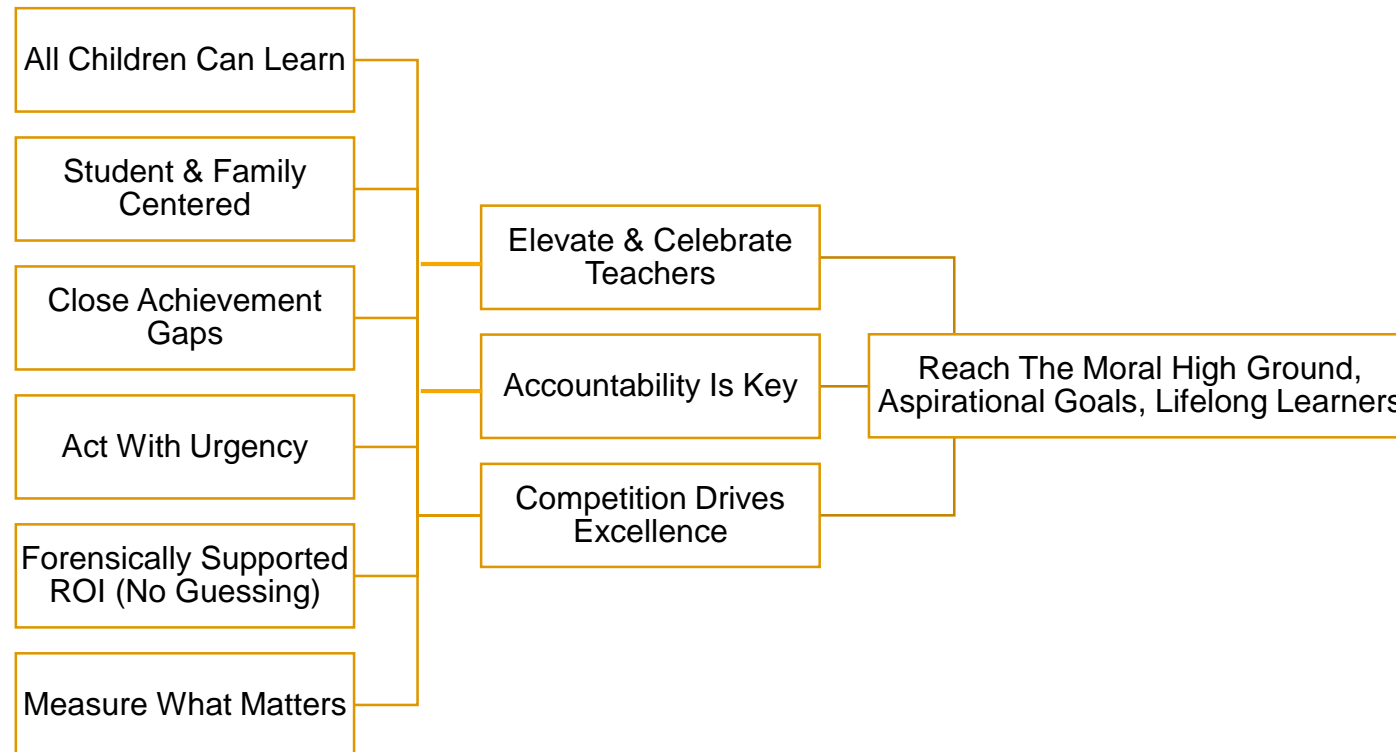 All Children Can Learn
Student & Family
Centered
Close Achievement
Gaps
Act With Urgency
Forensically Supported
ROI (No Guessing)
Measure What Matters
Elevate & Celebrate
Teachers
Accountability Is Key
Competition Drives
Excellence
Reach The Moral High Ground,
Aspirational Goals, Lifelong Learners